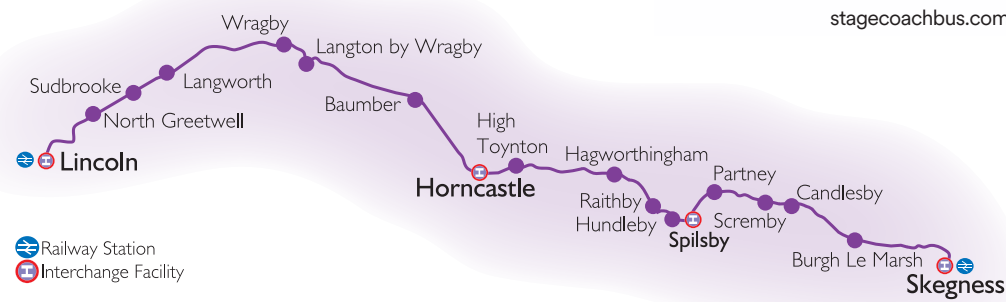 stagecoachbus.com
Wragby
Langton by Wragby
Sudbrooke
Langworth
Baumber
North Greetwell
High
Toynton
Lincoln
Hagworthingham
Horncastle
Partney
Candlesby
Raithby
Hundleby
Scremby
Spilsby
Railway Station
Burgh Le Marsh
Interchange Facility
Skegness